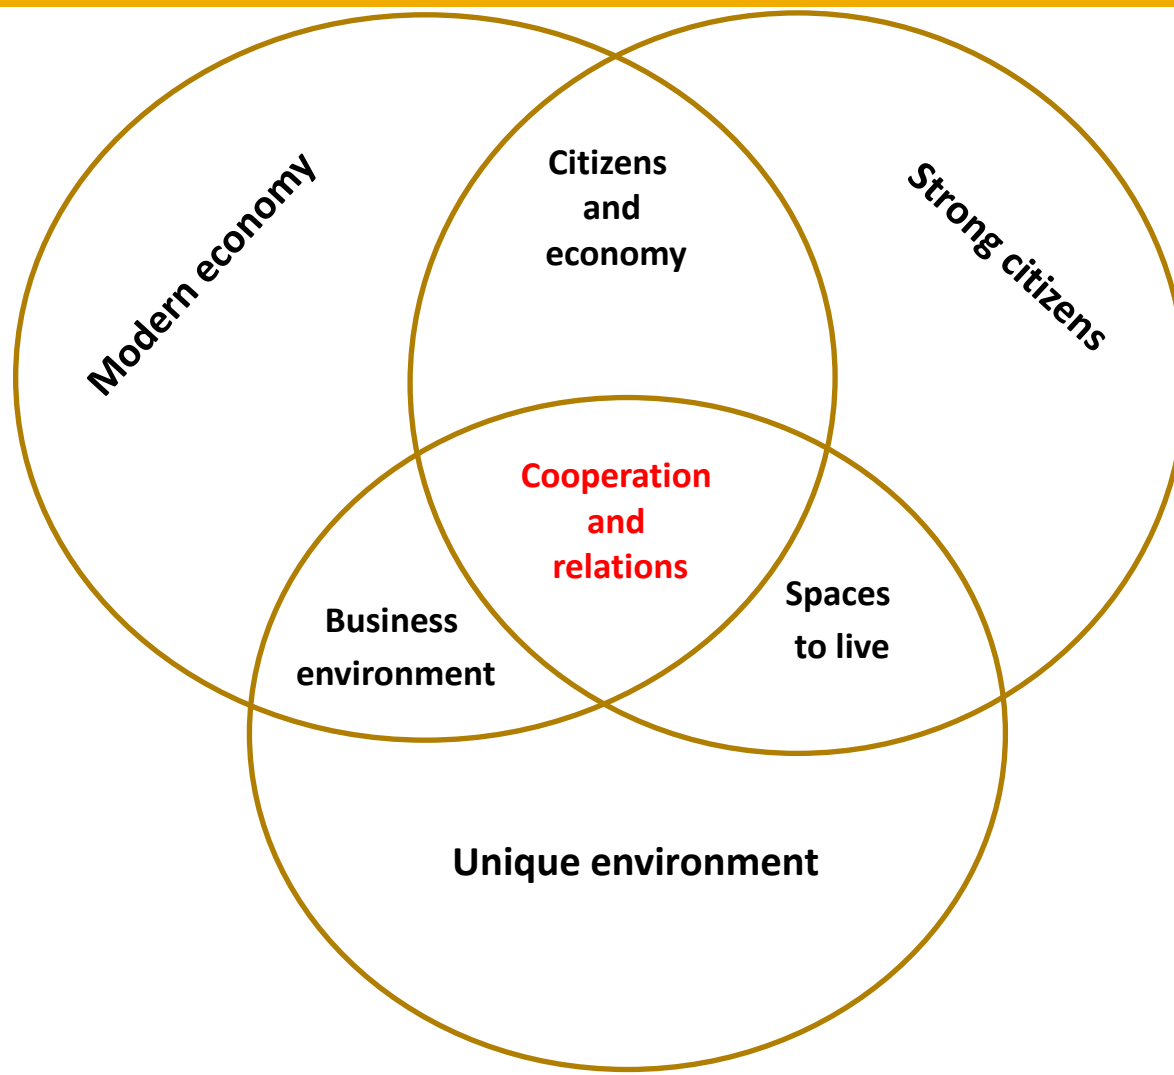 Citizens
and
economy
Modern economy
Strong citizens
Cooperation
and
relations
Business
environment
Spaces
to live
Unique environment